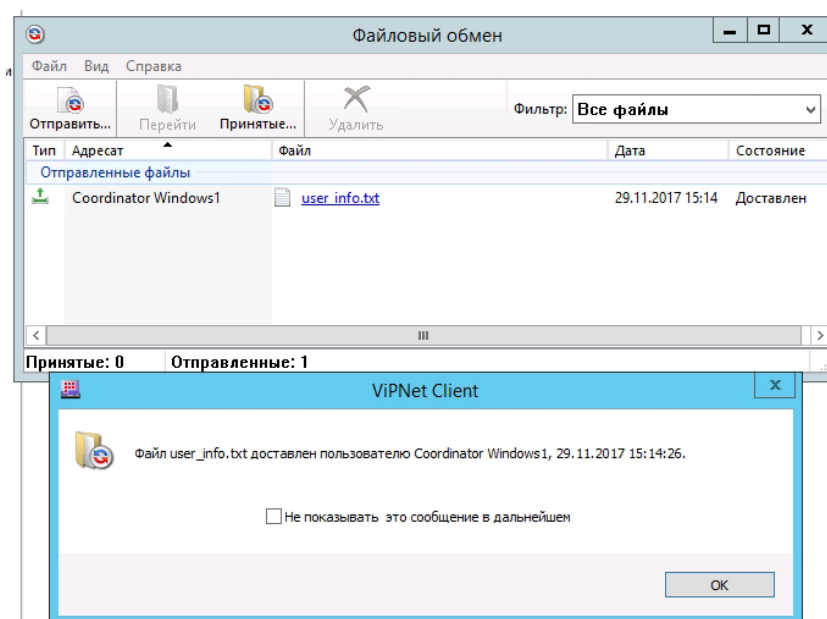 Файловый обмен
и
Файл Вид Справка
Отправить... Перейти Принятые... Удалить Фильтр: Все файлы
Тип Адресат Файл Дата Состояние
Отправленные файлы
Coordinator Windows1 user_info.txt 29.11.2017 15:14 Доставлен
Принятые: 0 Отправленные: 1
ViPNet Client
Файл user_info.txt доставлен пользователю Coordinator Windows1, 29.11.2017 15:14:26.
Не показывать это сообщение в дальнейшем
OK